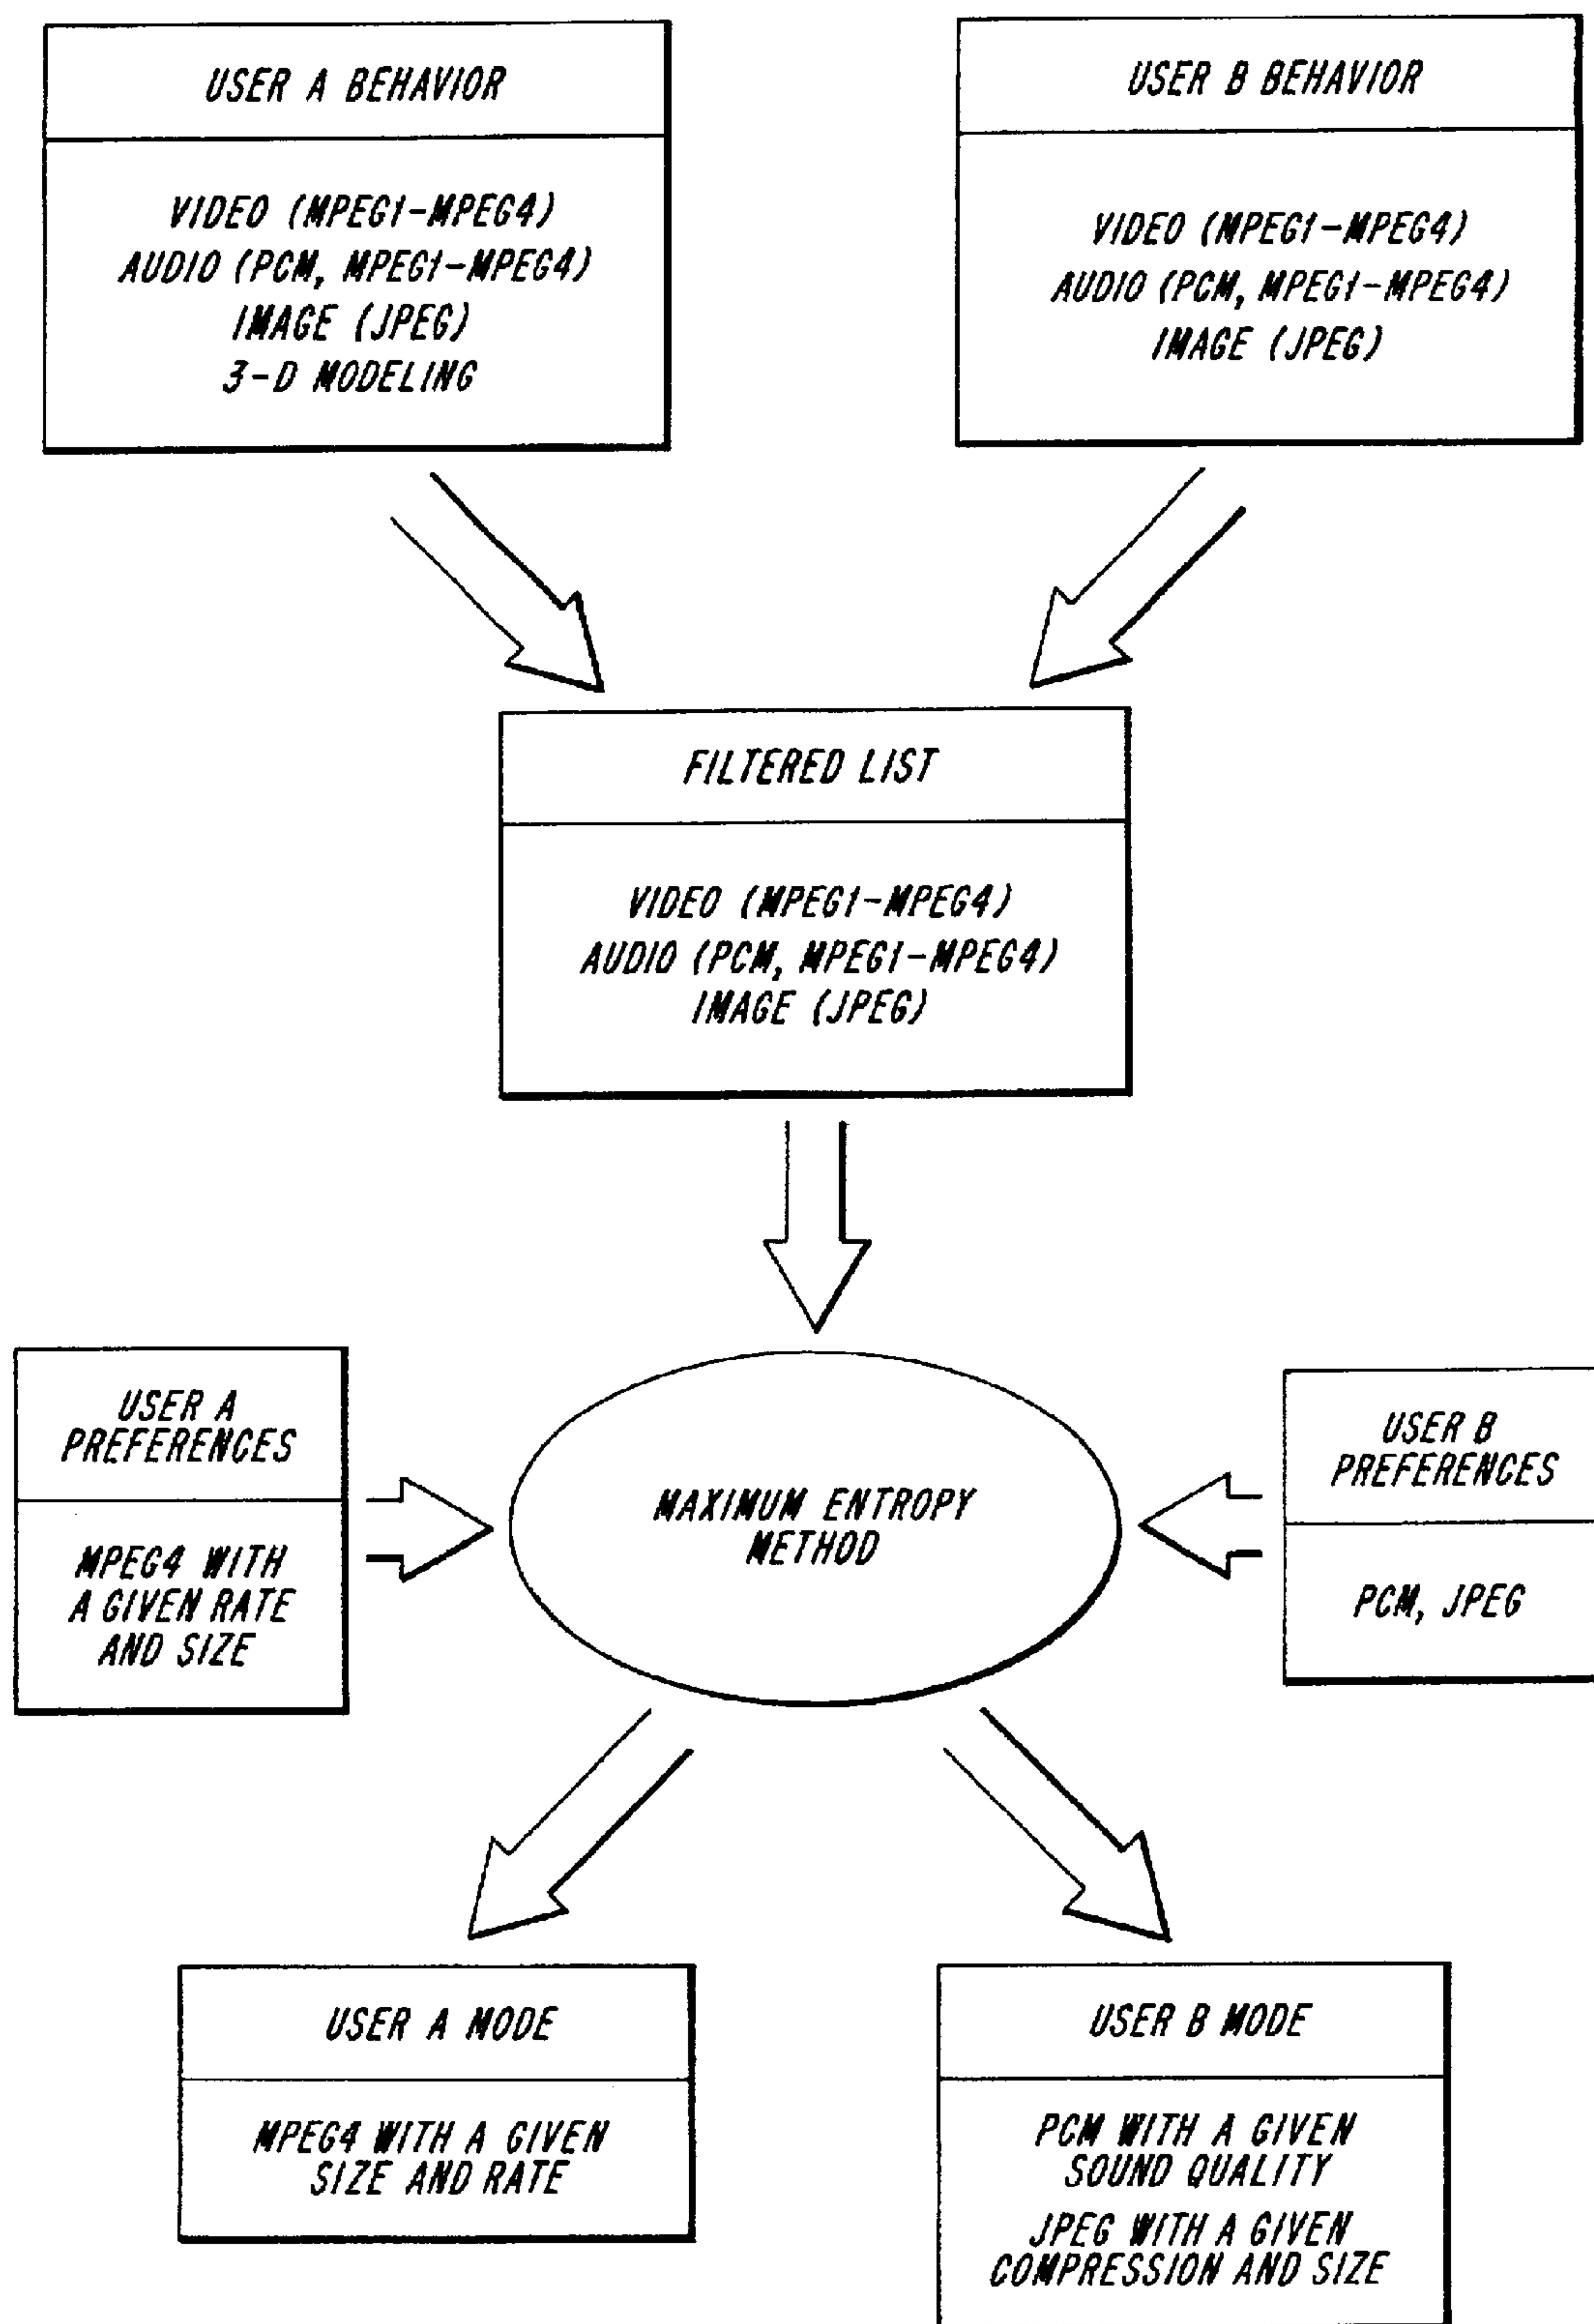 USER A BEHAVIOR
VIDEO (MPEG1-MPEG4)
AUDIO (PCM, MPEG1-MPEG4)
IMAGE (JPEG)
3-D MODELING
USER B BEHAVIOR
VIDEO (MPEG1-MPEG4)
AUDIO (PCM, MPEG1-MPEG4)
IMAGE (JPEG)
FILTERED LIST
VIDEO (MPEG1-MPEG4)
AUDIO (PCM, MPEG1-MPEG4)
IMAGE (JPEG)
USER A
PREFERENCES
MPEG4 WITH
A GIVEN RATE
AND SIZE
MAXIMUM ENTROPY
METHOD
USER B
PREFERENCES
PCM, JPEG
USER A MODE
MPEG4 WITH A GIVEN
SIZE AND RATE
USER B MODE
PCM WITH A GIVEN
SOUND QUALITY
JPEG WITH A GIVEN
COMPRESSION AND SIZE